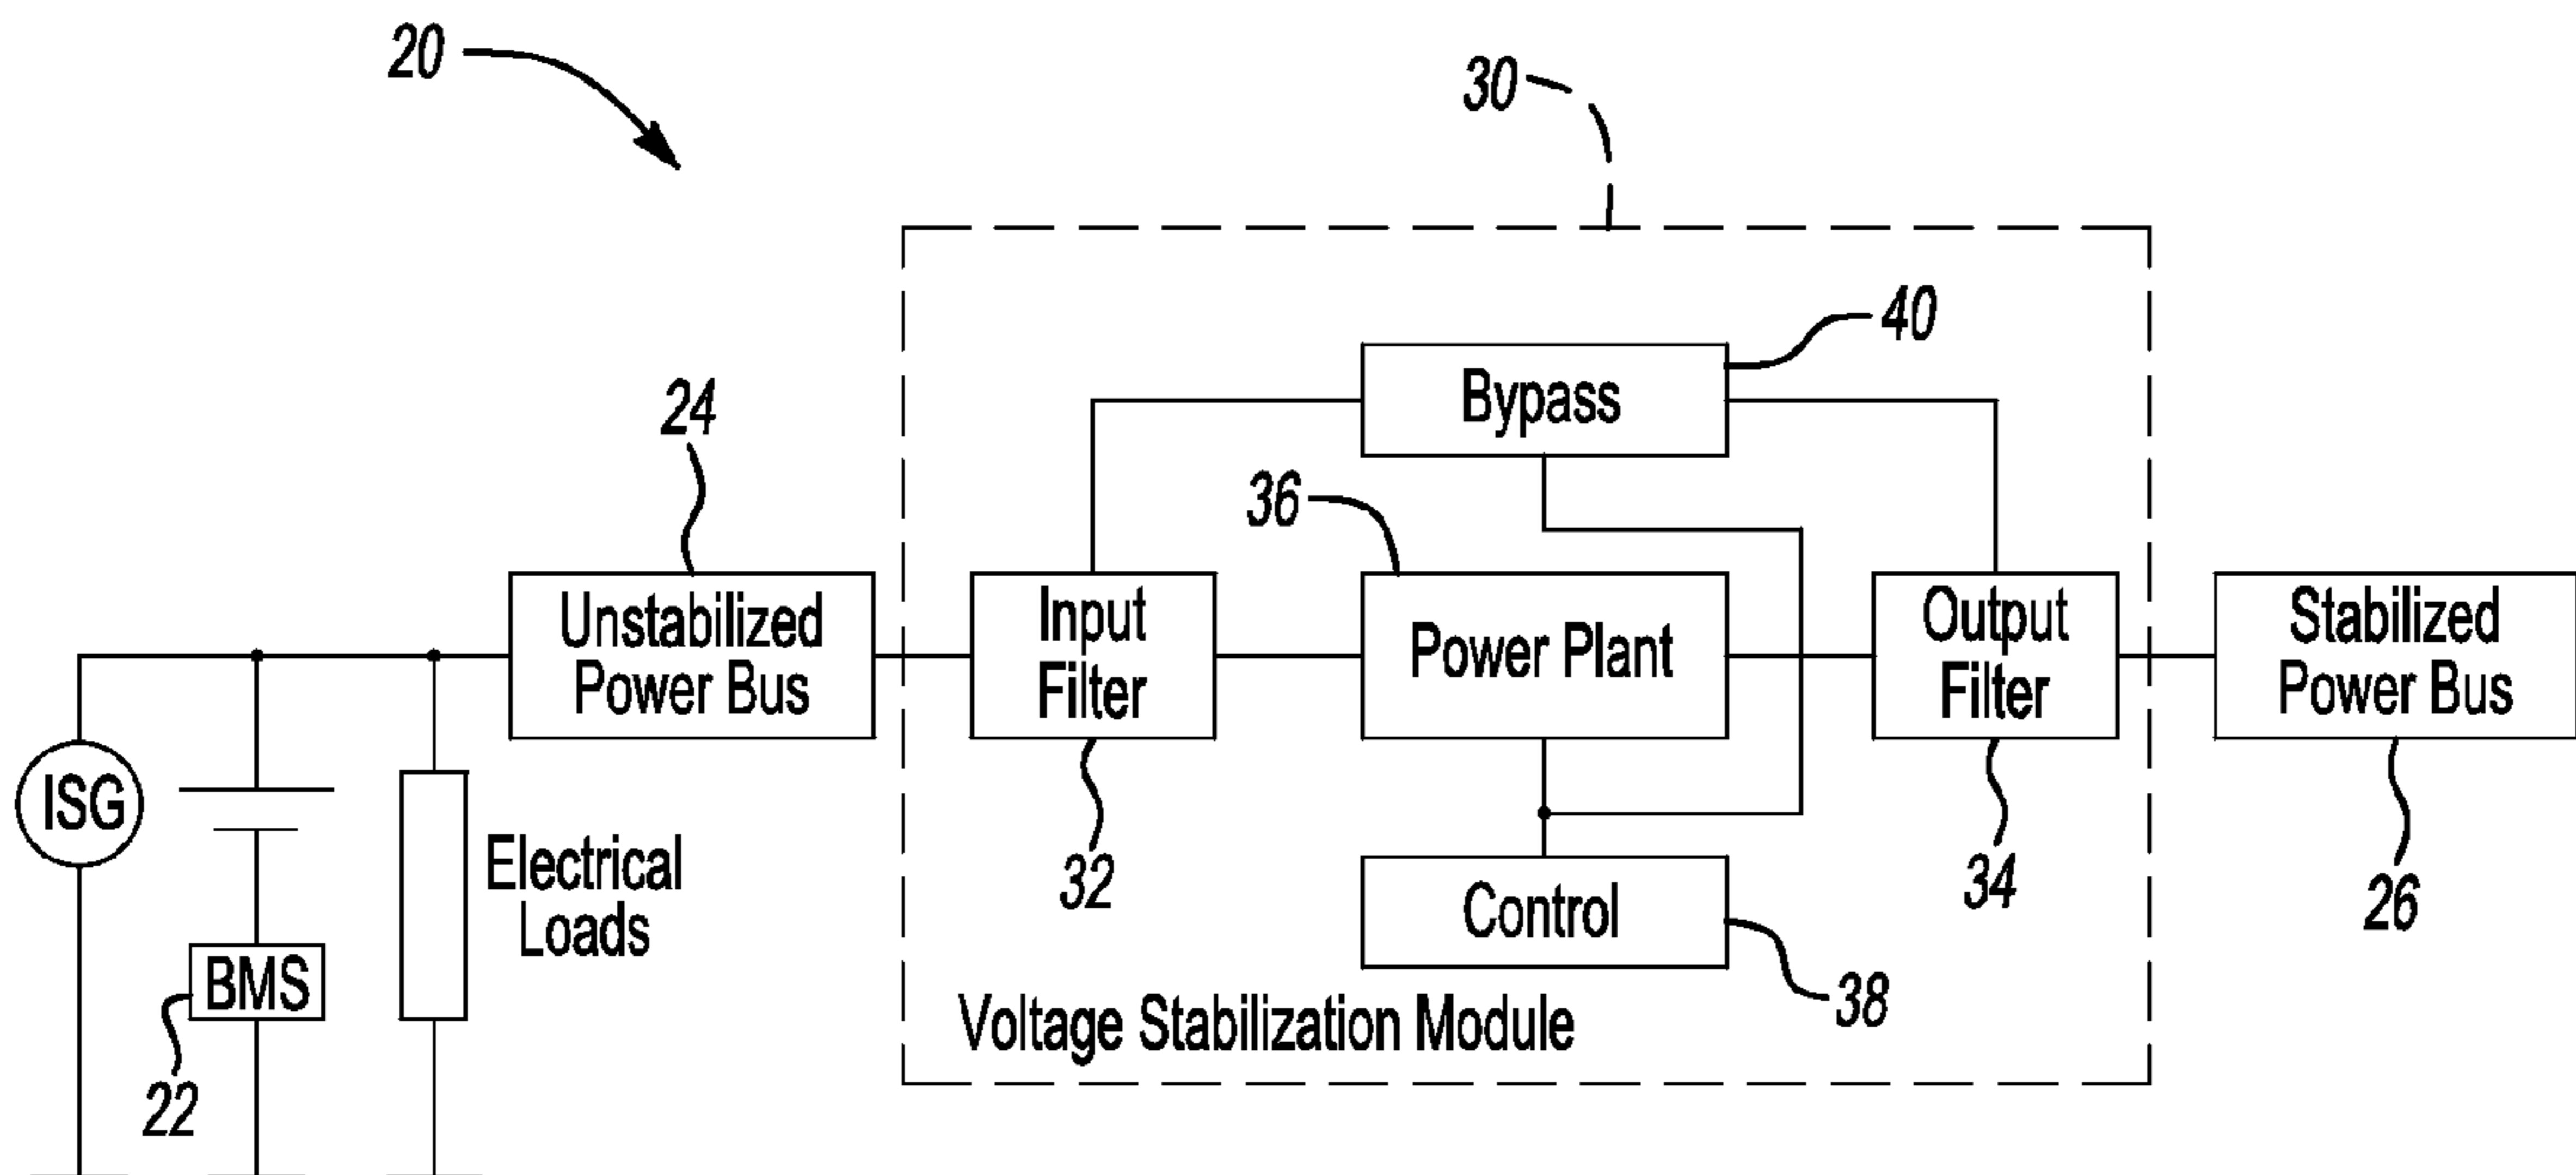 20
30
40
Bypass
24
36
Unstabilized
Power Bus
Input
Filter
Power Plant
Output
Filter
Stabilized
Power Bus
ISG
Electrical
Loads
32
Control
34
26
BMS
38
Voltage Stabilization Module
22